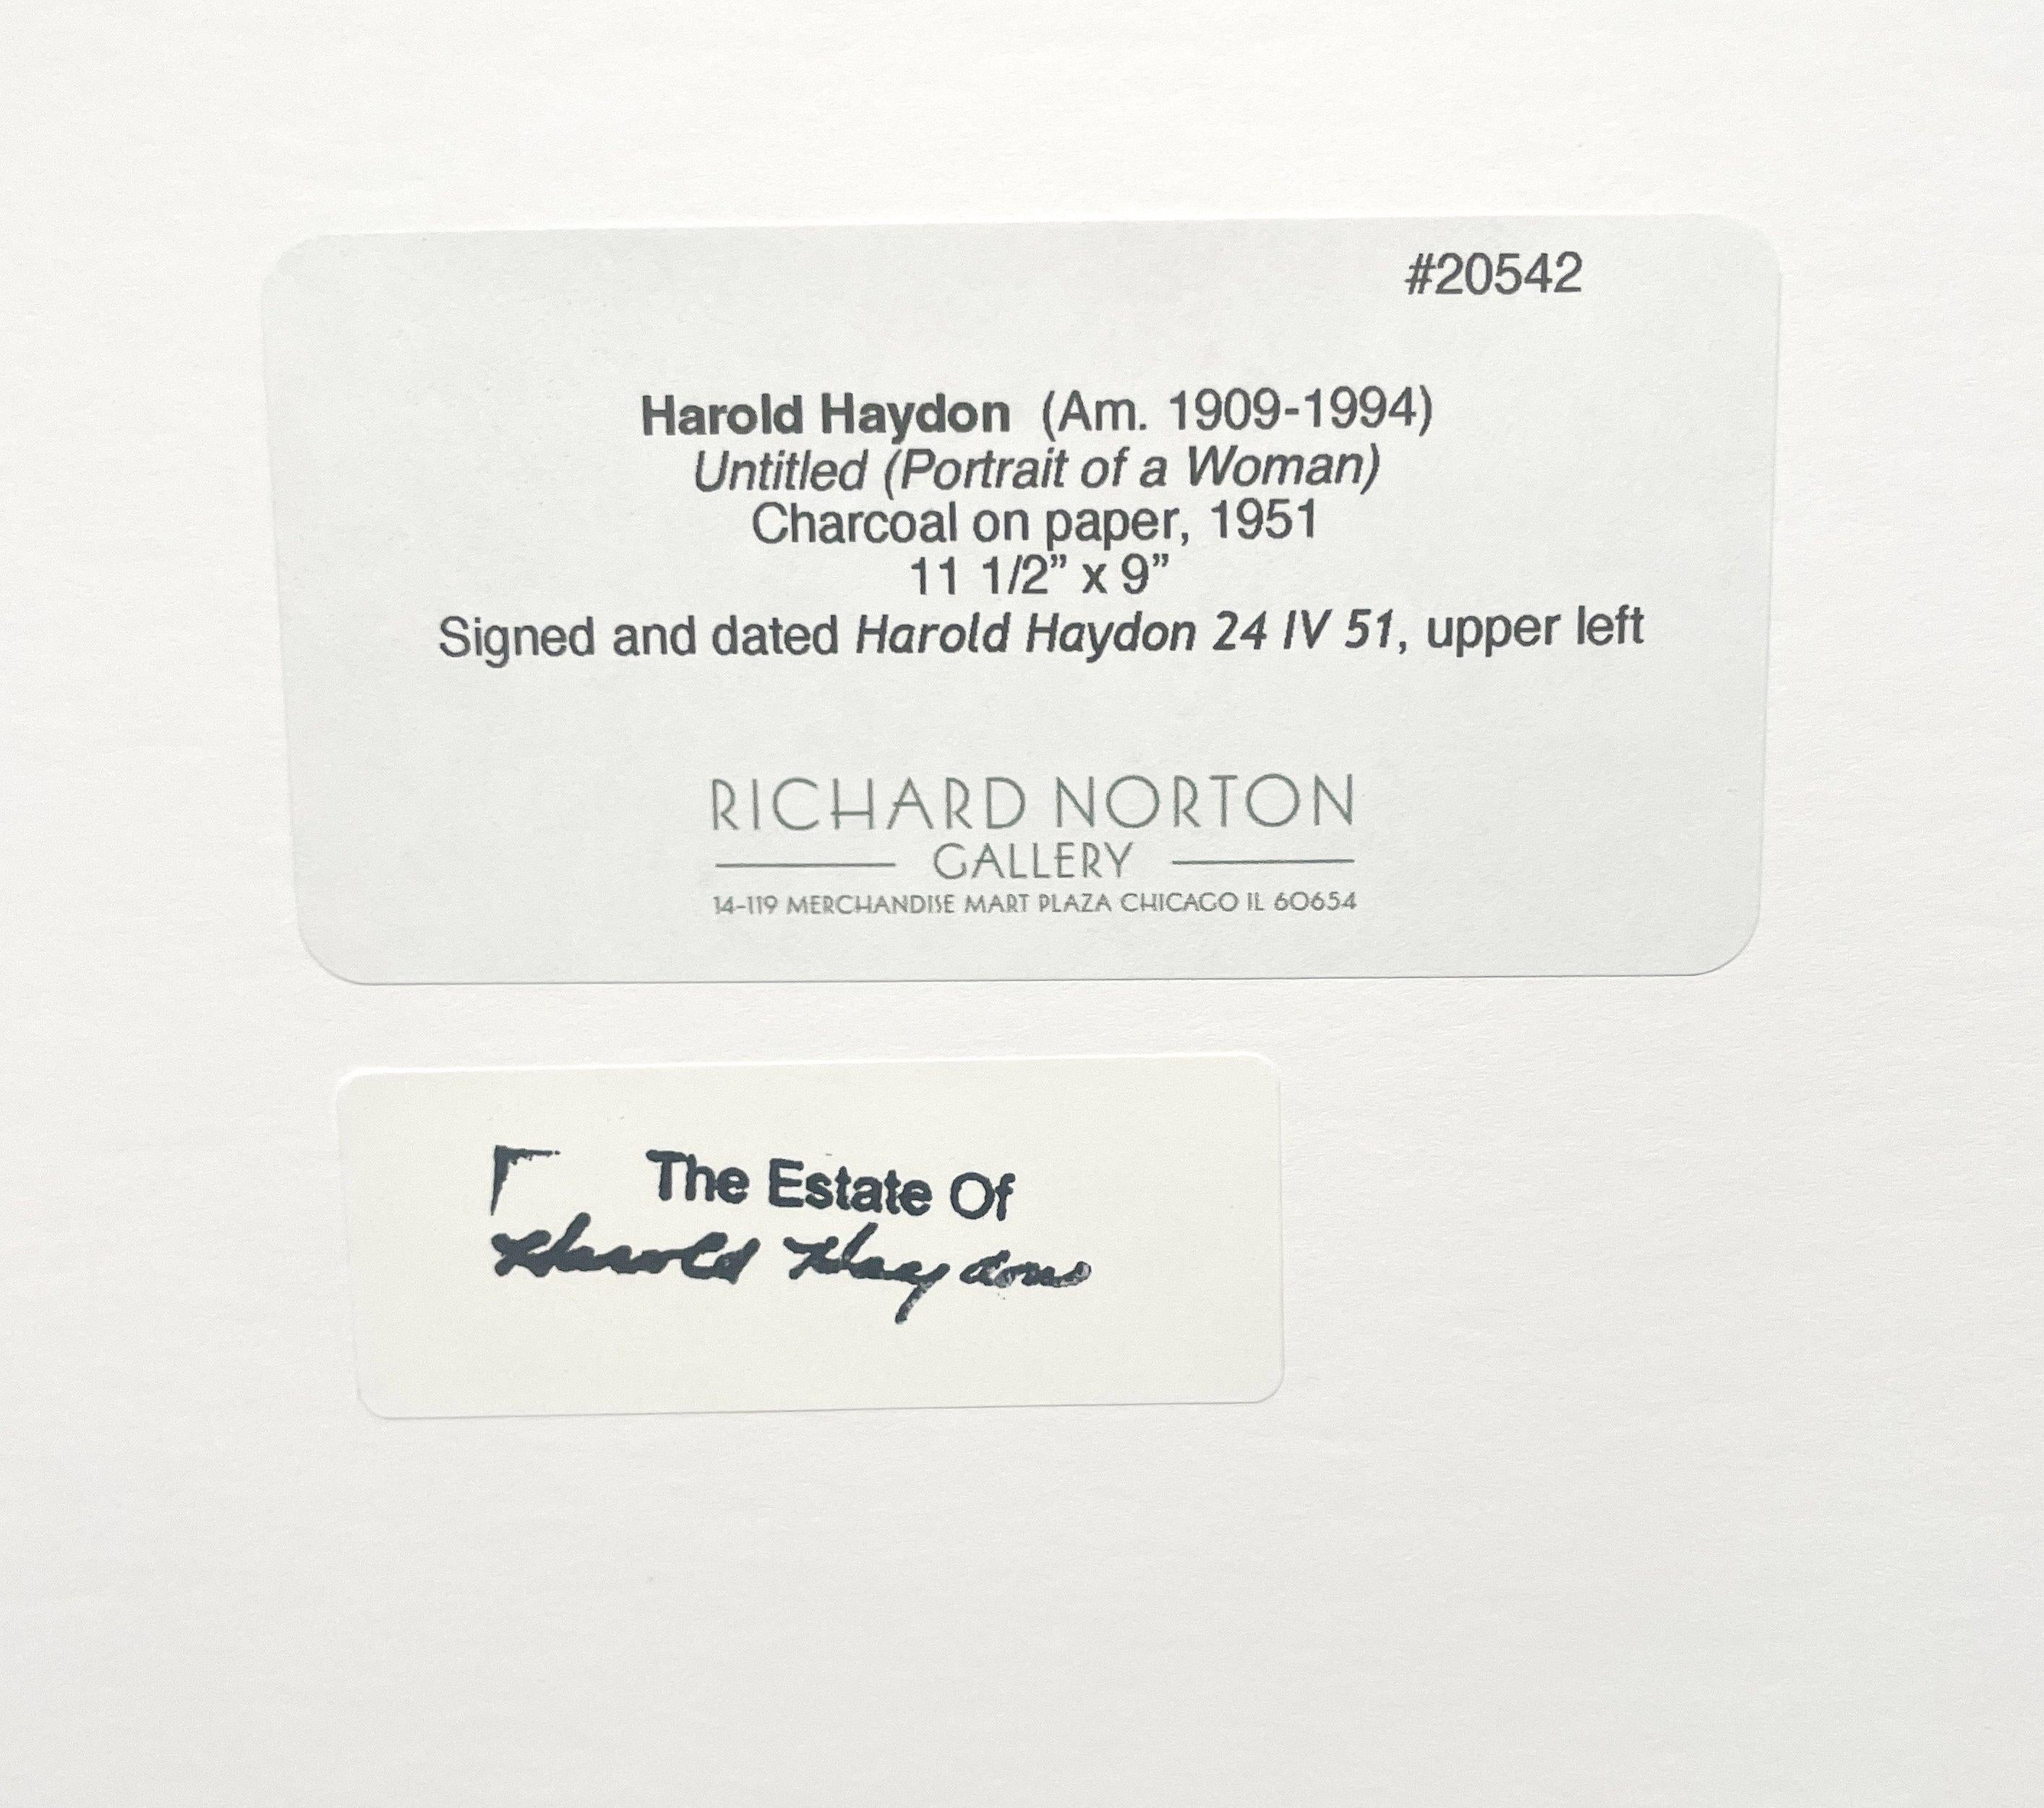 #20542
Harold Haydon (Am. 1909-1994)
Untitled (Portrait of a Woman)
Charcoal on paper, 1951
11 1/2” x 9”
Signed and dated Harold Haydon 24 IV 51, upper left
RICHARD NORTON
GALLERY
14-119 MERCHANDISE MART PLAZA CHICAGO IL 60654
The Estate Of
Harold Haydon